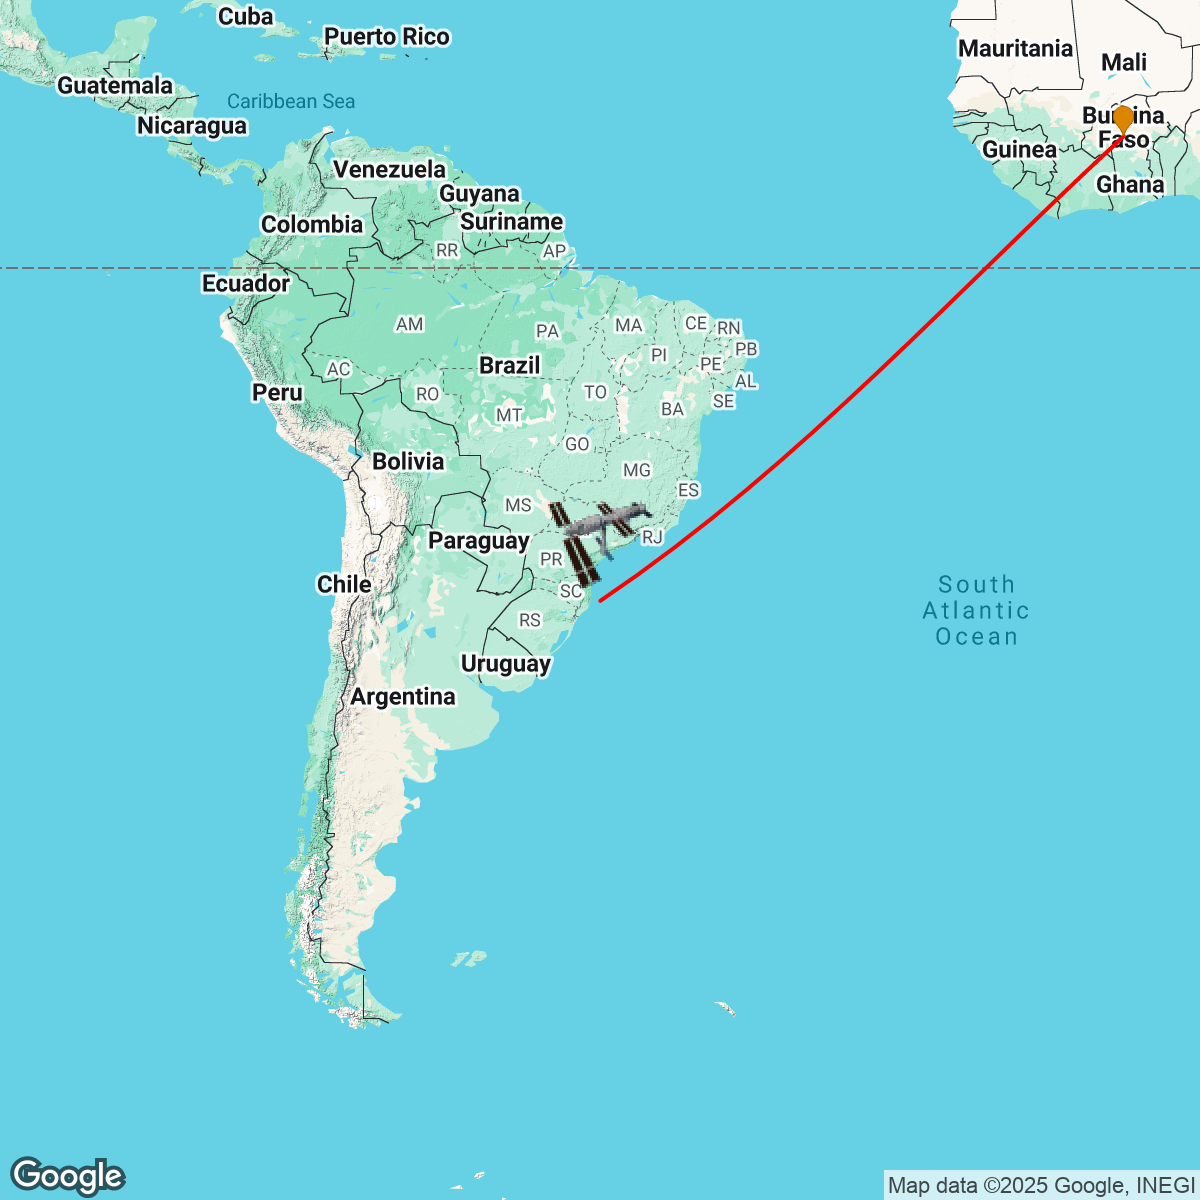 Cuba
Puerto Rico
Mauritania
Mali
Guatemala
Caribbean Sea
Nicaragua
Burkina
Faso
Guinea
Venezuela
Ghana
Guyana
Colombia
Suriname
RR
AP
Ecuador
AM
PA
MA
CE
RN
PB
PI
Brazil
PE
AC
AL
Peru
RO
TO
SE
MT
BA
GO
Bolivia
MG
ES
MS
Paraguay
RJ
PR
Chile
SC
South
Atlantic
Ocean
RS
Uruguay
Argentina
Google
Map data ©2025 Google, INEGI